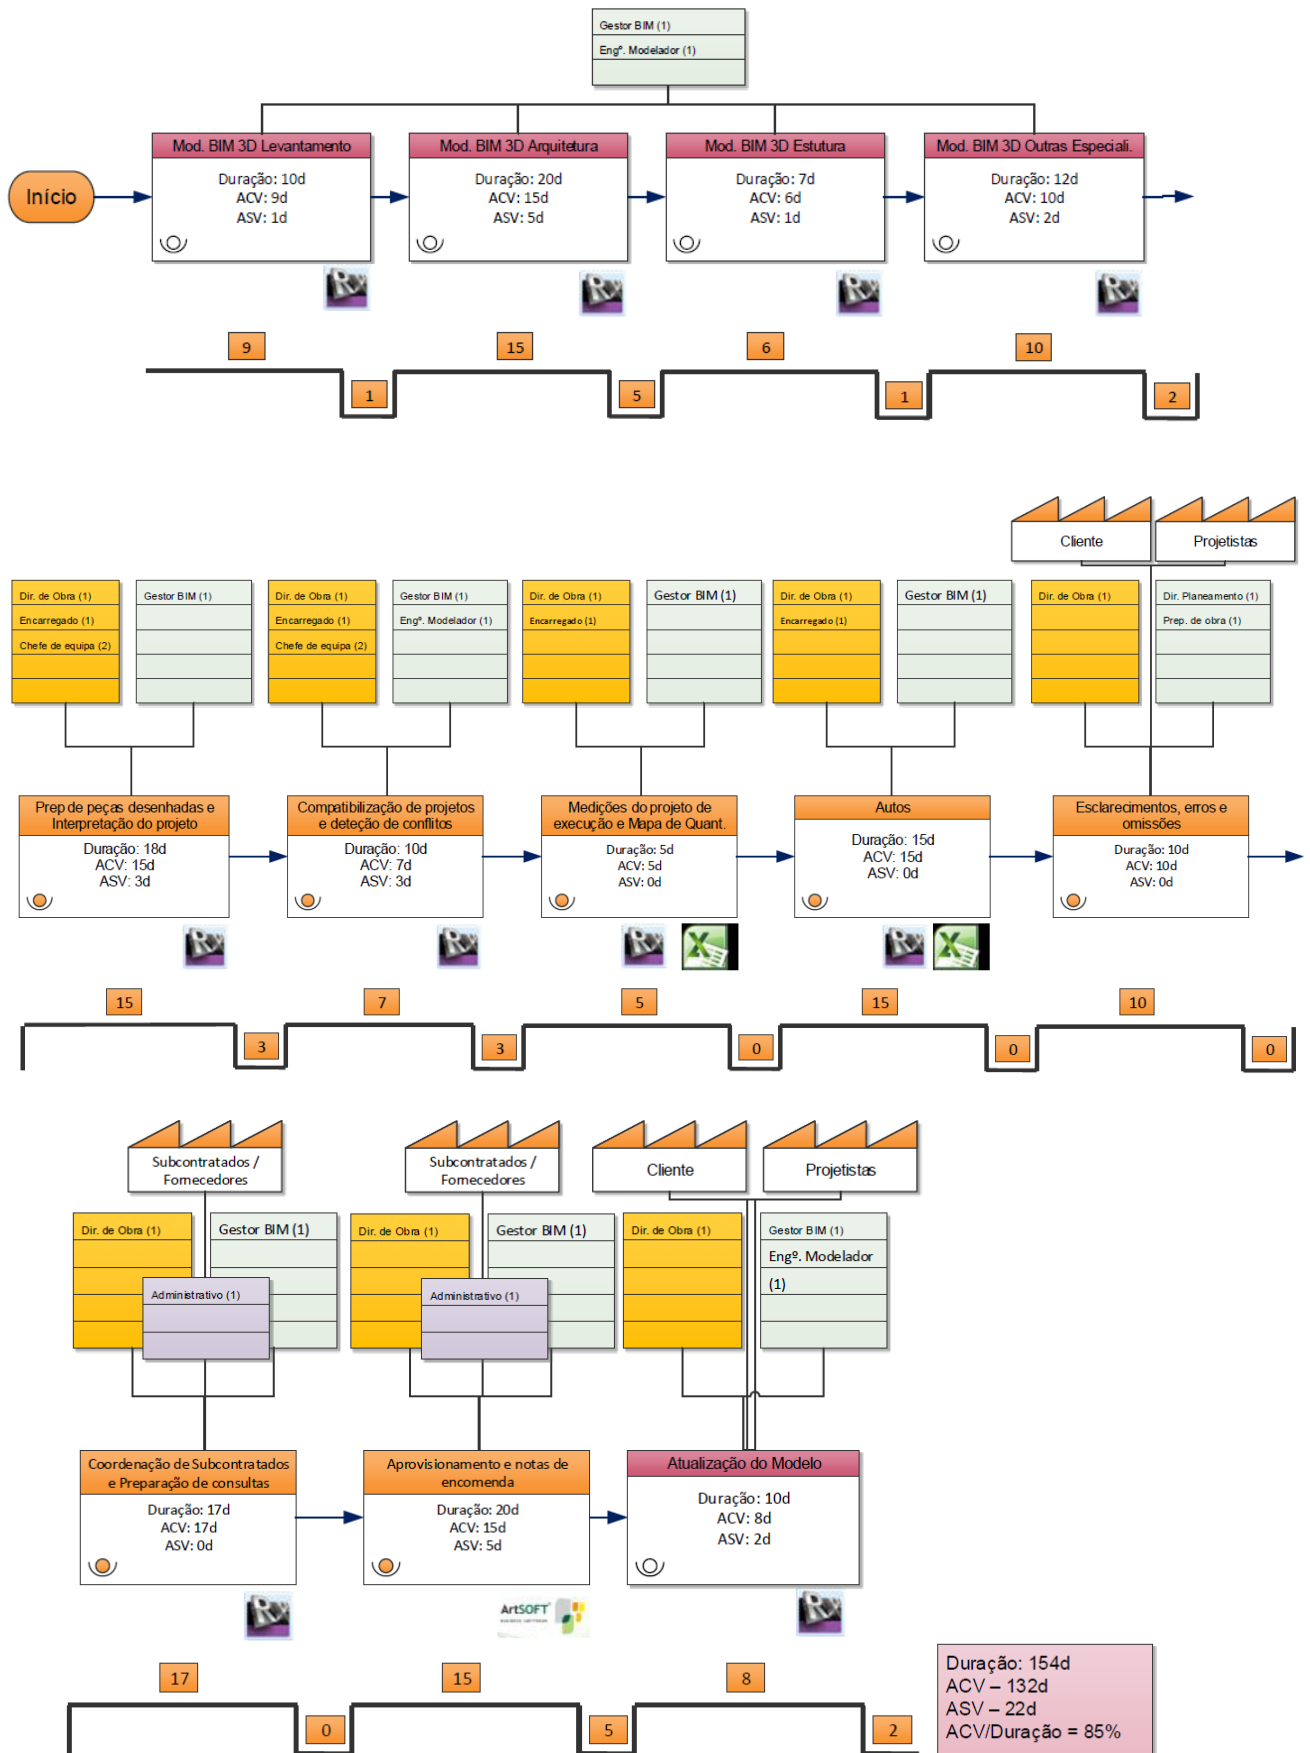 Gestor BIM (1)
Engº. Modelador (1)
Início
Mod. BIM 3D Levantamento
Duração: 10d
ACV: 9d
ASV: 1d
Mod. BIM 3D Arquitetura
Duração: 20d
ACV: 15d
ASV: 5d
Mod. BIM 3D Estutura
Duração: 7d
ACV: 6d
ASV: 1d
Mod. BIM 3D Outras Especiali.
Duração: 12d
ACV: 10d
ASV: 2d
9
1
15
5
6
1
10
2
Cliente
Projetistas
Dir. de Obra (1)
Encarregado (1)
Chefe de equipa (2)
Gestor BIM (1)
Dir. de Obra (1)
Encarregado (1)
Chefe de equipa (2)
Gestor BIM (1)
Engº. Modelador (1)
Dir. de Obra (1)
Encarregado (1)
Gestor BIM (1)
Dir. de Obra (1)
Encarregado (1)
Gestor BIM (1)
Dir. de Obra (1)
Dir. Planeamento (1)
Prep. de obra (1)
Prep de peças desenhadas e
Interpretação do projeto
Duração: 18d
ACV: 15d
ASV: 3d
Compatibilização de projetos
e deteção de conflitos
Duração: 10d
ACV: 7d
ASV: 3d
Medições do projeto de
execução e Mapa de Quant.
Duração: 5d
ACV: 5d
ASV: 0d
Autos
Duração: 15d
ACV: 15d
ASV: 0d
Esclarecimentos, erros e
omissões
Duração: 10d
ACV: 10d
ASV: 0d
15
3
7
3
5
0
15
0
10
0
Subcontratados /
Fornecedores
Subcontratados /
Fornecedores
Cliente
Projetistas
Dir. de Obra (1)
Gestor BIM (1)
Administrativo (1)
Dir. de Obra (1)
Gestor BIM (1)
Administrativo (1)
Dir. de Obra (1)
Gestor BIM (1)
Engº. Modelador
(1)
Coordenação de Subcontratados
e Preparação de consultas
Duração: 17d
ACV: 17d
ASV: 0d
Aprovisionamento e notas de
encomenda
Duração: 20d
ACV: 15d
ASV: 5d
Atualização do Modelo
Duração: 10d
ACV: 8d
ASV: 2d
ArtSOFT
17
0
15
5
8
2
Duração: 154d
ACV – 132d
ASV – 22d
ACV/Duração = 85%